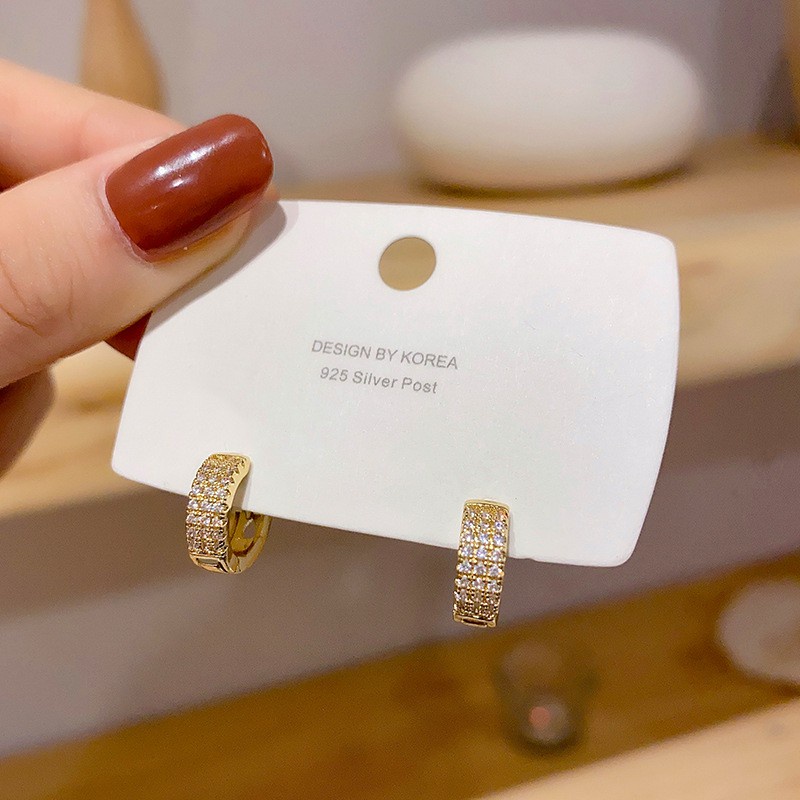 DESIGN BY KOREA
925 Silver Post